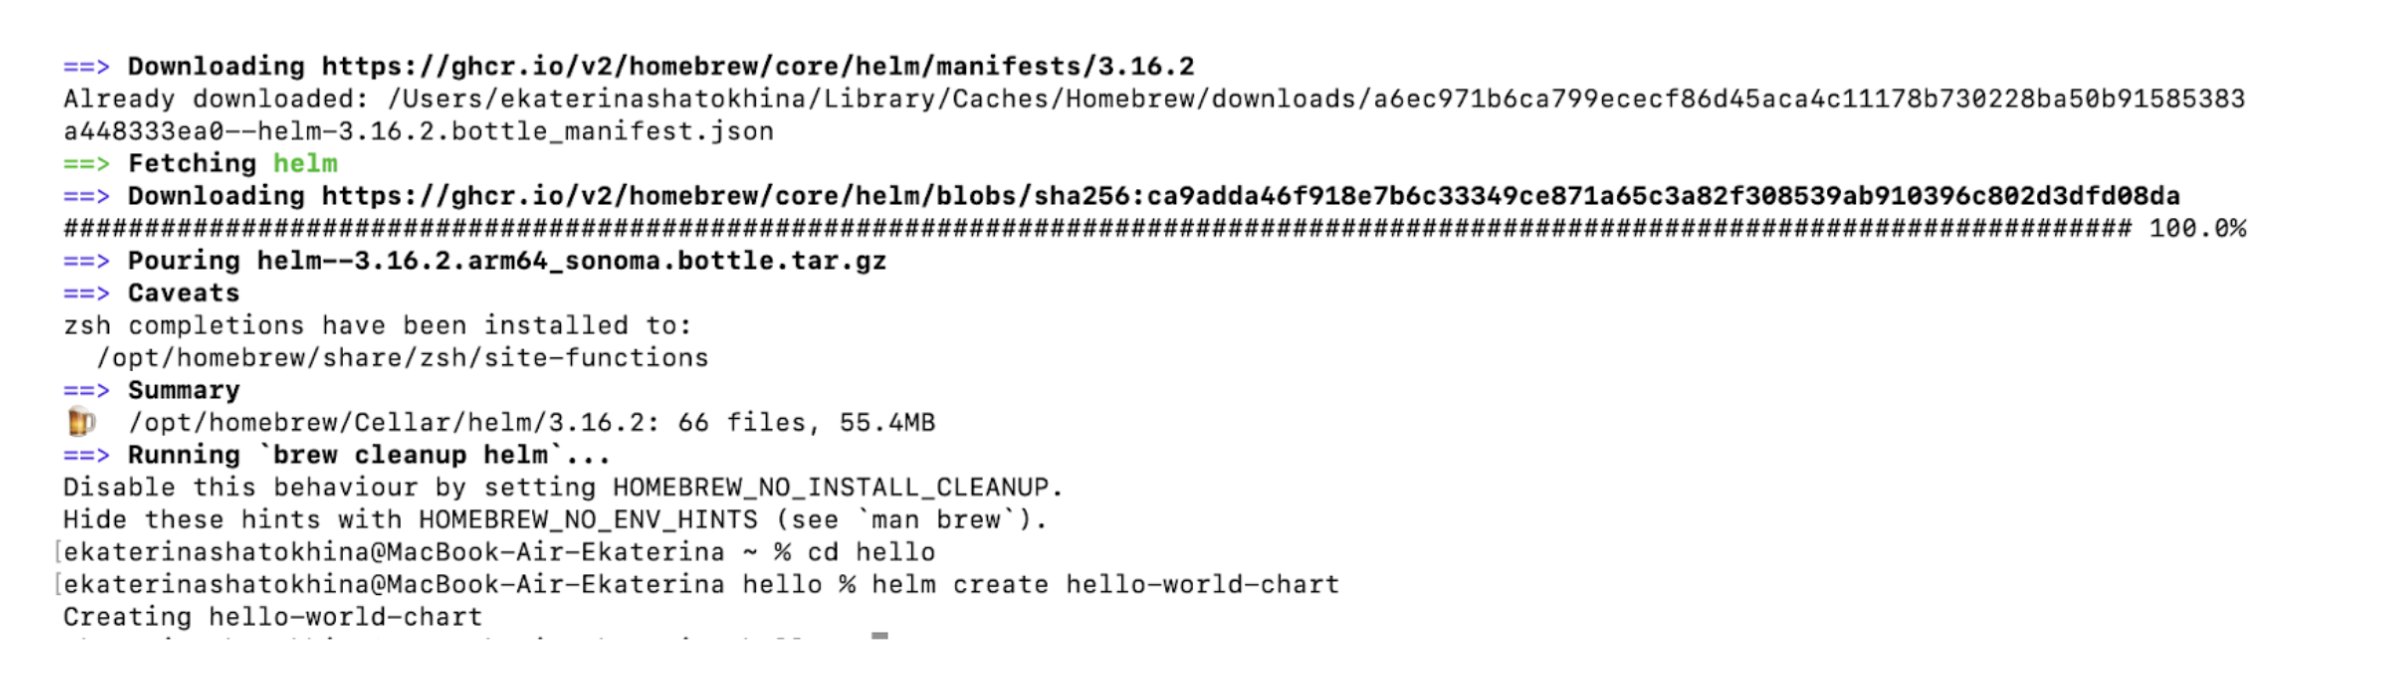 ==> Downloading https://ghcr.io/v2/homebrew/core/helm/manifests/3.16.2
Already downloaded: /Users/ekaterinashatokhina/Library/Caches/Homebrew/downloads/a6ec971b6ca799ececf86d45aca4c11178b730228ba50b91585383
a448333ea0--helm-3.16.2.bottle_manifest.json
==> Fetching helm
==> Downloading https://ghcr.io/v2/homebrew/core/helm/blobs/sha256:ca9adda46f918e7b6c33349ce871a65c3a82f308539ab910396c802d3dfd08da
################################################################################################################################ 100.0%
==> Pouring helm--3.16.2.arm64_sonoma.bottle.tar.gz
==> Caveats
zsh completions have been installed to:
  /opt/homebrew/share/zsh/site-functions
==> Summary
🍺  /opt/homebrew/Cellar/helm/3.16.2: 66 files, 55.4MB
==> Running `brew cleanup helm`...
Disable this behaviour by setting HOMEBREW_NO_INSTALL_CLEANUP.
Hide these hints with HOMEBREW_NO_ENV_HINTS (see `man brew`).
[ekaterinashatokhina@MacBook-Air-Ekaterina ~ % cd hello
[ekaterinashatokhina@MacBook-Air-Ekaterina hello % helm create hello-world-chart
Creating hello-world-chart